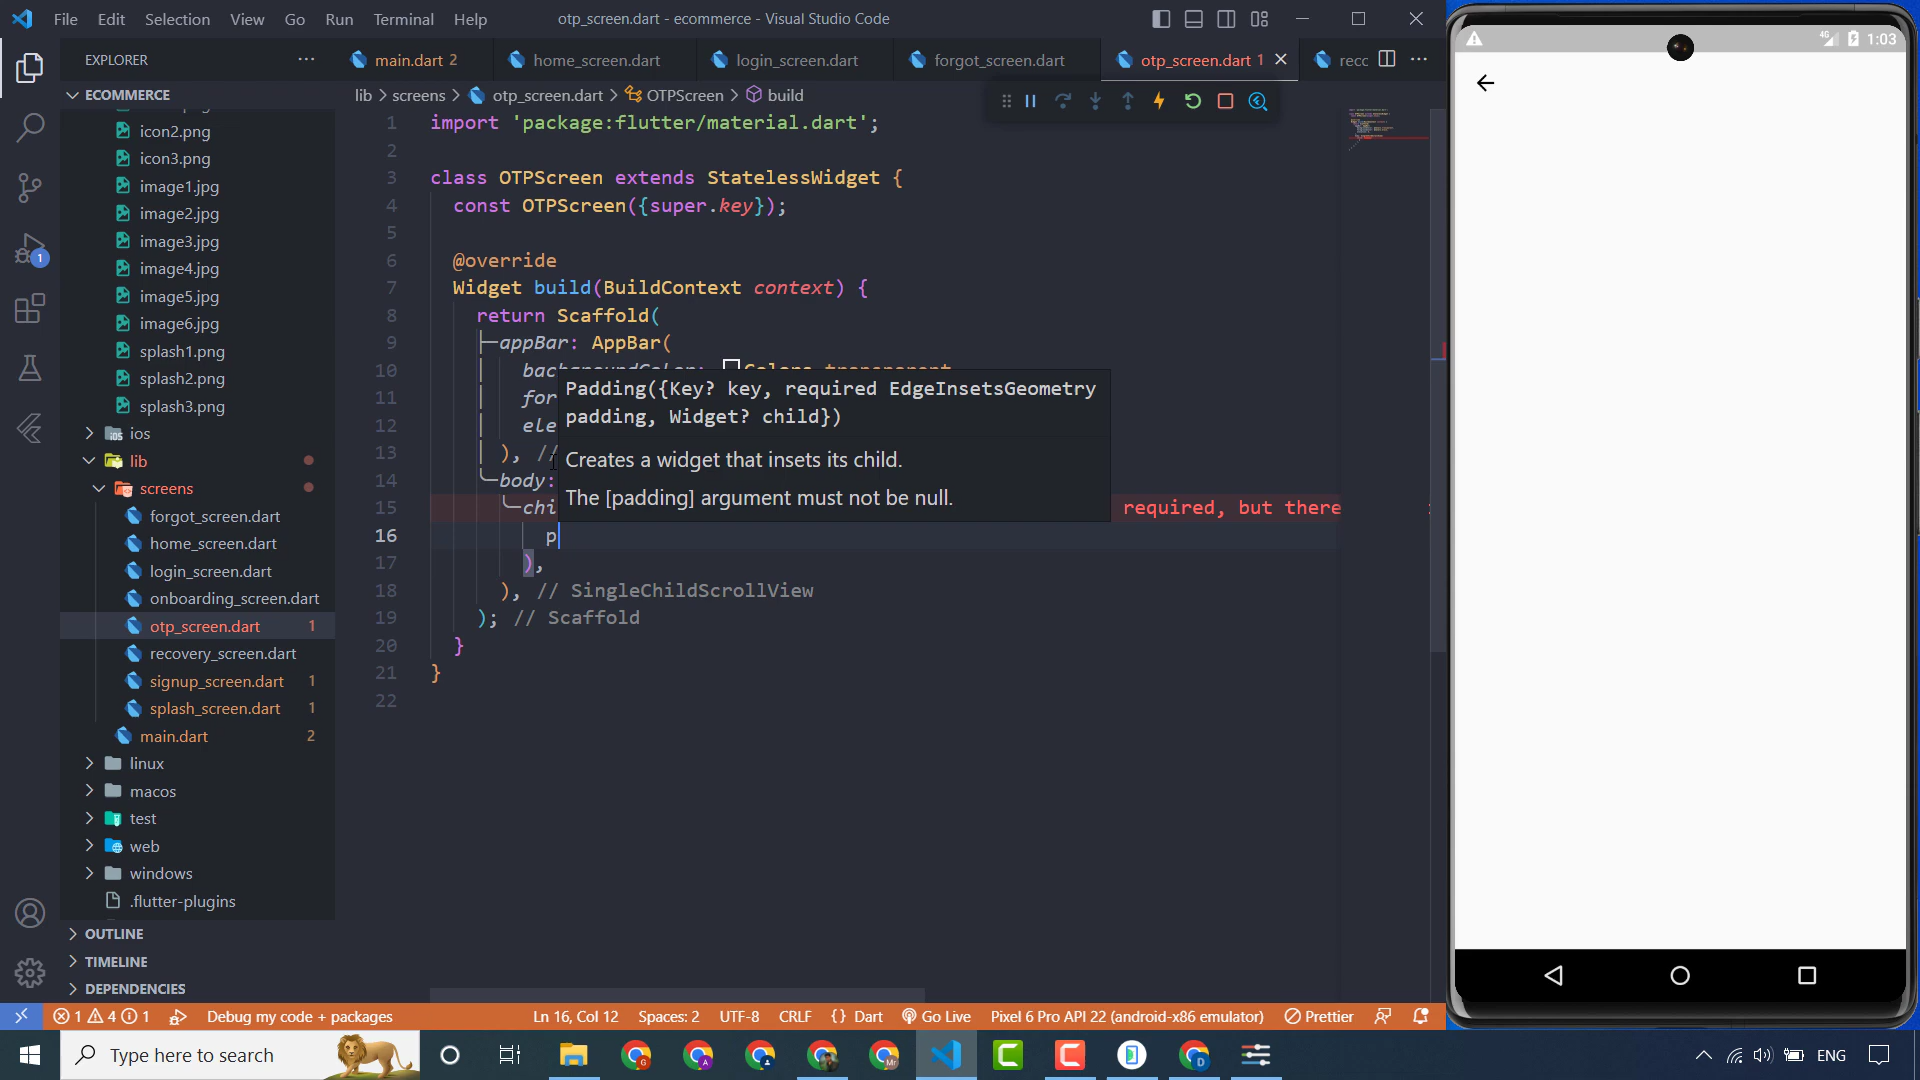 File Edit Selection View Go Run Terminal Help
otp_screen.dart - ecommerce - Visual Studio Code
EXPLORER
ECOMMERCE
icon2.png
icon3.png
image1.jpg
image2.jpg
image3.jpg
image4.jpg
image5.jpg
image6.jpg
splash1.png
splash2.png
splash3.png
ios
lib
screens
forgot_screen.dart
home_screen.dart
login_screen.dart
onboarding_screen.dart
otp_screen.dart 1
recovery_screen.dart
signup_screen.dart 1
splash_screen.dart 1
main.dart 2
linux
macos
test
web
windows
.flutter-plugins
OUTLINE
TIMELINE
DEPENDENCIES
1
main.dart 2 home_screen.dart login_screen.dart forgot_screen.dart otp_screen.dart 1 recc
lib > screens > otp_screen.dart > OTPScreen > build
1 import 'package:flutter/material.dart';
2
3 class OTPScreen extends StatelessWidget {
4 const OTPScreen({super.key});
5
6 @override
7 Widget build(BuildContext context) {
8 return Scaffold(
9 appBar: AppBar(
10 backgroundColor: Colors.transparent,
11 for
12 ele
13 ), //
14 body:
15 chi required, but there
16 p
17 ),
18 ), // SingleChildScrollView
19 ); // Scaffold
20 }
21 }
22
Padding({Key? key, required EdgeInsetsGeometry
padding, Widget? child})
Creates a widget that insets its child.
The [padding] argument must not be null.
4G 1:03
1 4 1 Debug my code + packages Ln 16, Col 12 Spaces: 2 UTF-8 CRLF {} Dart Go Live Pixel 6 Pro API 22 (android-x86 emulator) Prettier
Type here to search
ENG